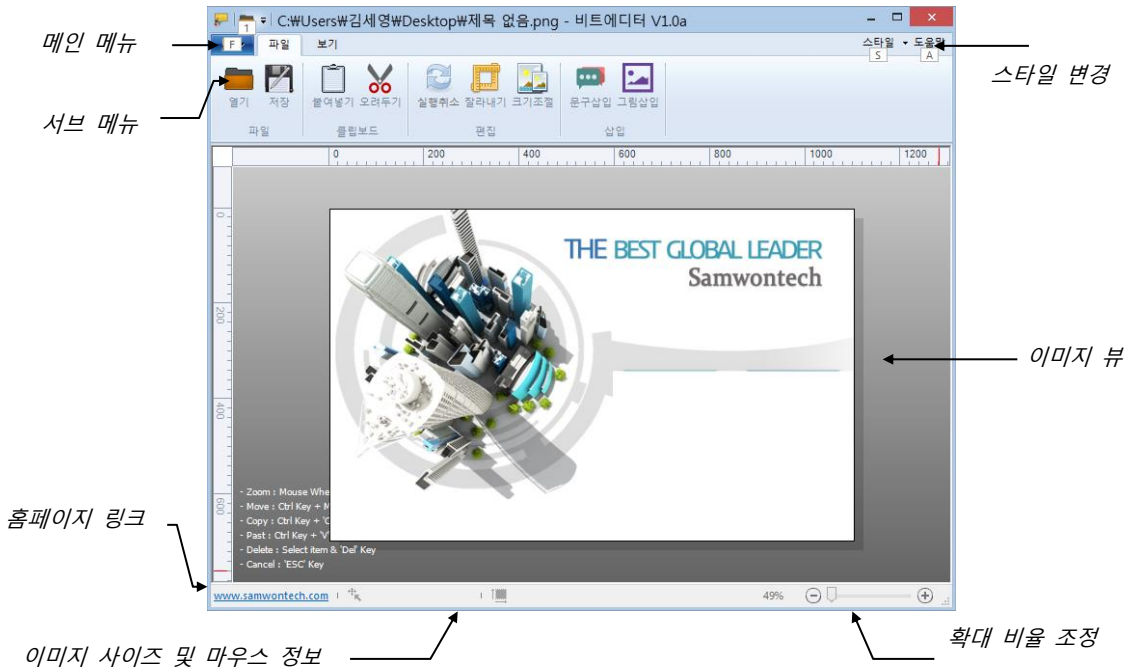 C:₩Users₩김세영₩Desktop₩제목 없음.png - 비트에디터 V1.0a
1
메인 메뉴
F
파일
보기
스타일
도움말
S
A
스타일 변경
서브 메뉴
열기
저장
붙여넣기
오려두기
실행취소
잘라내기
크기조절
문구삽입
그림삽입
파일
클립보드
편집
삽입
0 200 400 600 800 1000 1200
0
200
400
600
THE BEST GLOBAL LEADER
Samwontech
이미지 뷰
- Zoom : Mouse Whe
- Move : Ctrl Key + M
- Copy : Ctrl Key + 'C
- Past : Ctrl Key + 'V'
- Delete : Select item & 'Del' Key
- Cancel : 'ESC' Key
홈페이지 링크
www.samwontech.com
49%
이미지 사이즈 및 마우스 정보
확대 비율 조정